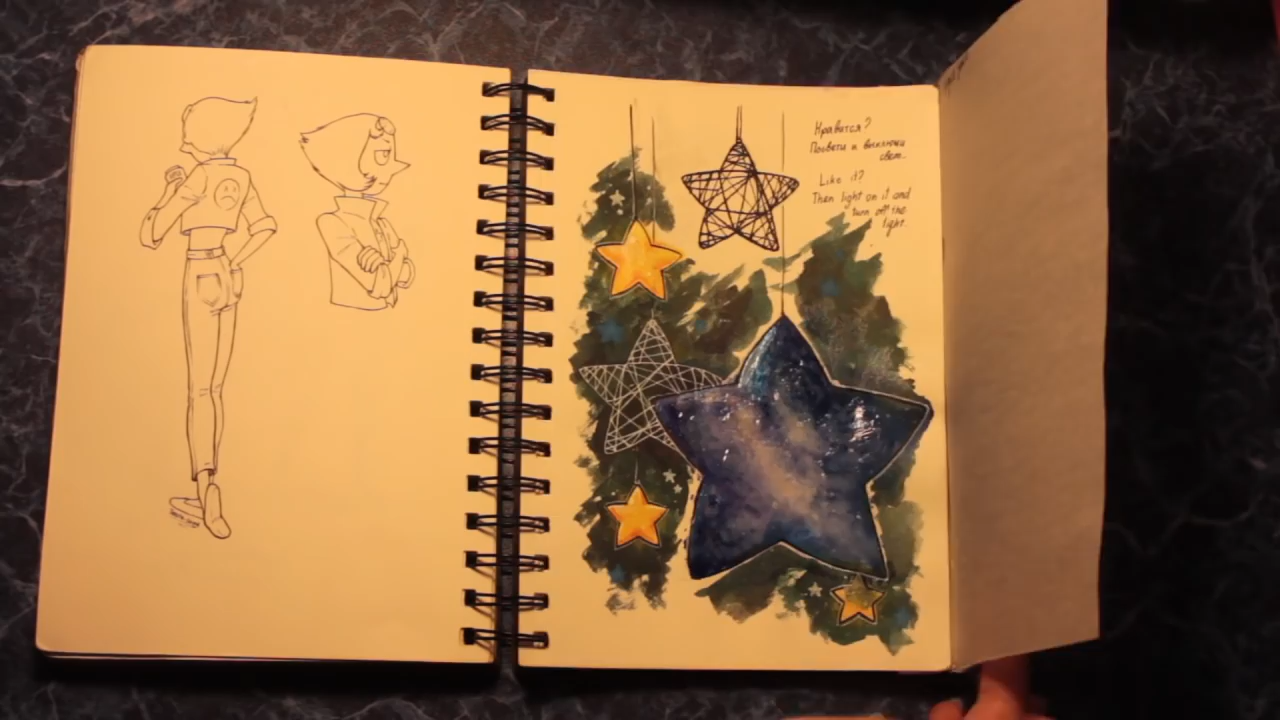 Нравится?
Посвети и выключи
свет...
Like it?
Then light on it and
turn off the
light.